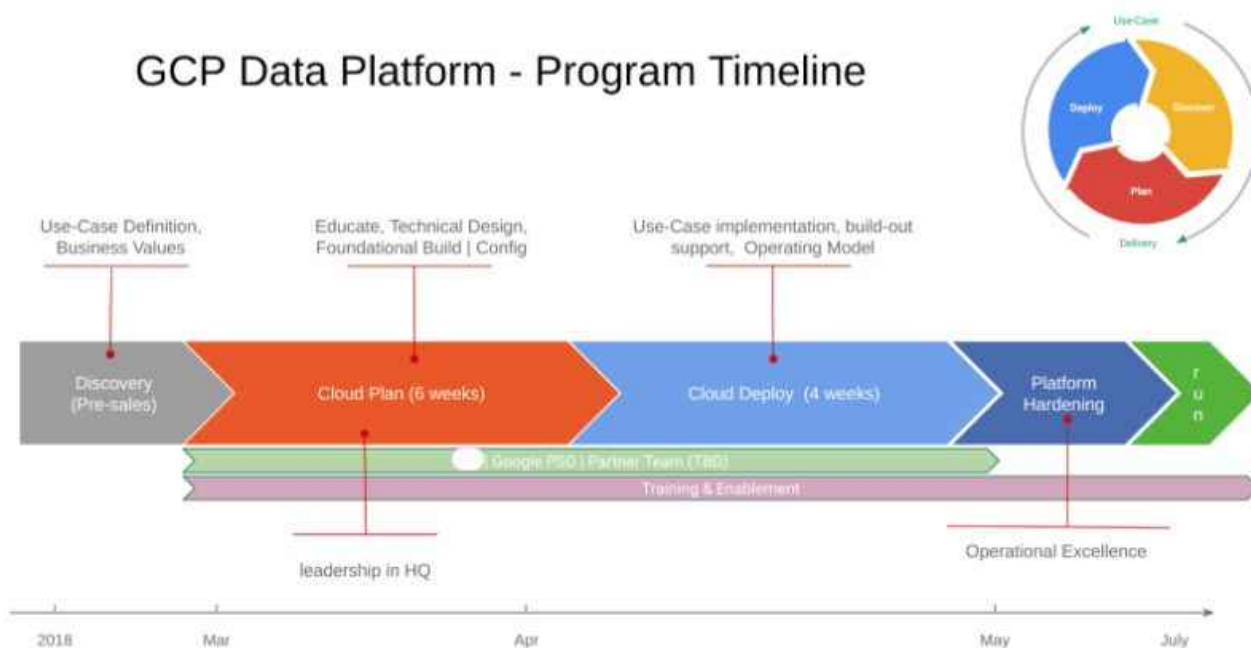 GCP Data Platform - Program Timeline
Use-Case
Deploy
Discover
Plan
Delivery
Use-Case Definition,
Business Values
Educate, Technical Design,
Foundational Build | Config
Use-Case implementation, build-out
support, Operating Model
Discovery
(Pre-sales)
Cloud Plan (6 weeks)
Cloud Deploy (4 weeks)
Platform
Hardening
run
| Google PSO | Partner Team (TBD)
Training & Enablement
leadership in HQ
Operational Excellence
2018
Mar
Apr
May
July